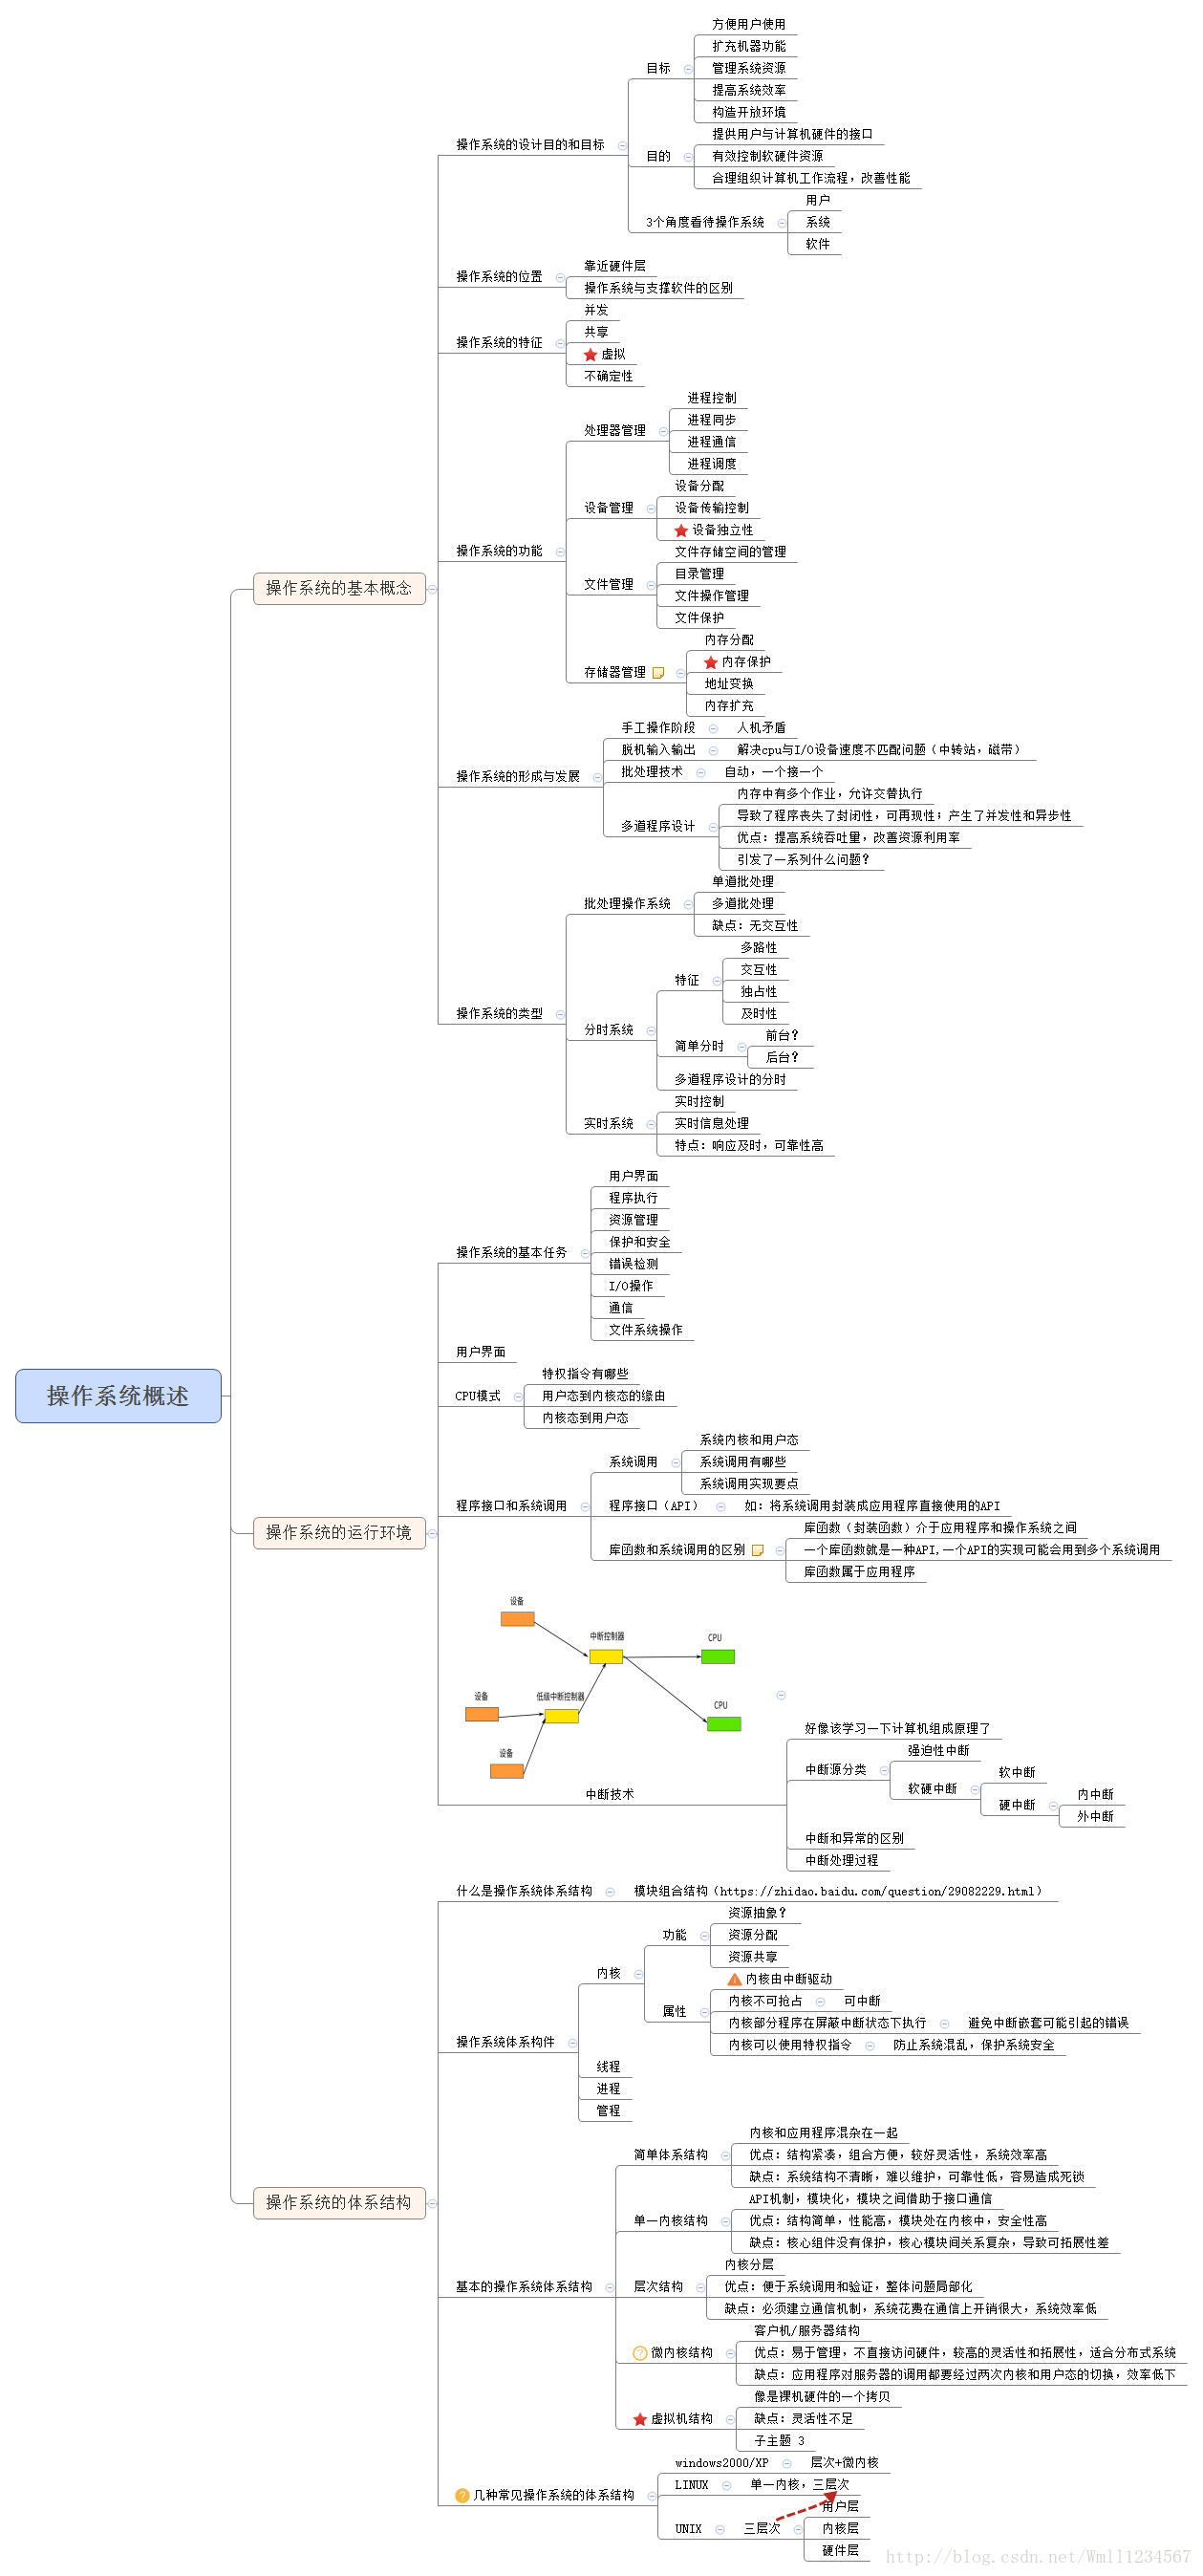 操作系统概述
操作系统的基本概念
操作系统的设计目的和目标
目标
方便用户使用
扩充机器功能
管理系统资源
提高系统效率
构造开放环境
目的
提供用户与计算机硬件的接口
有效控制软硬件资源
合理组织计算机工作流程，改善性能
3个角度看待操作系统
用户
系统
软件
操作系统的位置
靠近硬件层
操作系统与支撑软件的区别
操作系统的特征
并发
共享
虚拟
不确定性
操作系统的功能
处理器管理
进程控制
进程同步
进程通信
进程调度
设备管理
设备分配
设备传输控制
设备独立性
文件管理
文件存储空间的管理
目录管理
文件操作管理
文件保护
存储器管理
内存分配
内存保护
地址变换
内存扩充
操作系统的形成与发展
手工操作阶段
人机矛盾
脱机输入输出
解决cpu与I/O设备速度不匹配问题（中转站，磁带）
批处理技术
自动，一个接一个
多道程序设计
内存中有多个作业，允许交替执行
导致了程序丧失了封闭性，可再现性；产生了并发性和异步性
优点：提高系统吞吐量，改善资源利用率
引发了一系列什么问题？
操作系统的类型
批处理操作系统
单道批处理
多道批处理
缺点：无交互性
分时系统
特征
多路性
交互性
独占性
及时性
简单分时
前台？
后台？
多道程序设计的分时
实时系统
实时控制
实时信息处理
特点：响应及时，可靠性高
操作系统的运行环境
操作系统的基本任务
用户界面
程序执行
资源管理
保护和安全
错误检测
I/O操作
通信
文件系统操作
用户界面
CPU模式
特权指令有哪些
用户态到内核态的缘由
内核态到用户态
程序接口和系统调用
系统调用
系统内核和用户态
系统调用有哪些
系统调用实现要点
程序接口（API）
如：将系统调用封装成应用程序直接使用的API
库函数和系统调用的区别
库函数（封装函数）介于应用程序和操作系统之间
一个库函数就是一种API,一个API的实现可能会用到多个系统调用
库函数属于应用程序
设备
中断控制器
CPU
设备
低级中断控制器
CPU
设备
中断技术
好像该学习一下计算机组成原理了
中断源分类
强迫性中断
软硬中断
软中断
硬中断
内中断
外中断
中断和异常的区别
中断处理过程
操作系统的体系结构
什么是操作系统体系结构
模块组合结构（https://zhidao.baidu.com/question/29082229.html）
操作系统体系构件
内核
功能
资源抽象？
资源分配
资源共享
属性
内核由中断驱动
内核不可抢占
可中断
内核部分程序在屏蔽中断状态下执行
避免中断嵌套可能引起的错误
内核可以使用特权指令
防止系统混乱，保护系统安全
线程
进程
管程
基本的操作系统体系结构
简单体系结构
内核和应用程序混杂在一起
优点：结构紧凑，组合方便，较好灵活性，系统效率高
缺点：系统结构不清晰，难以维护，可靠性低，容易造成死锁
单一内核结构
API机制，模块化，模块之间借助于接口通信
优点：结构简单，性能高，模块处在内核中，安全性高
缺点：核心组件没有保护，核心模块间关系复杂，导致可拓展性差
层次结构
内核分层
优点：便于系统调用和验证，整体问题局部化
缺点：必须建立通信机制，系统花费在通信上开销很大，系统效率低
微内核结构
客户机/服务器结构
优点：易于管理，不直接访问硬件，较高的灵活性和拓展性，适合分布式系统
缺点：应用程序对服务器的调用都要经过两次内核和用户态的切换，效率低下
虚拟机结构
像是裸机硬件的一个拷贝
缺点：灵活性不足
子主题 3
几种常见操作系统的体系结构
windows2000/XP
层次+微内核
LINUX
单一内核，三层次
UNIX
三层次
用户层
内核层
硬件层
http://blog.csdn.net/Wmll1234567